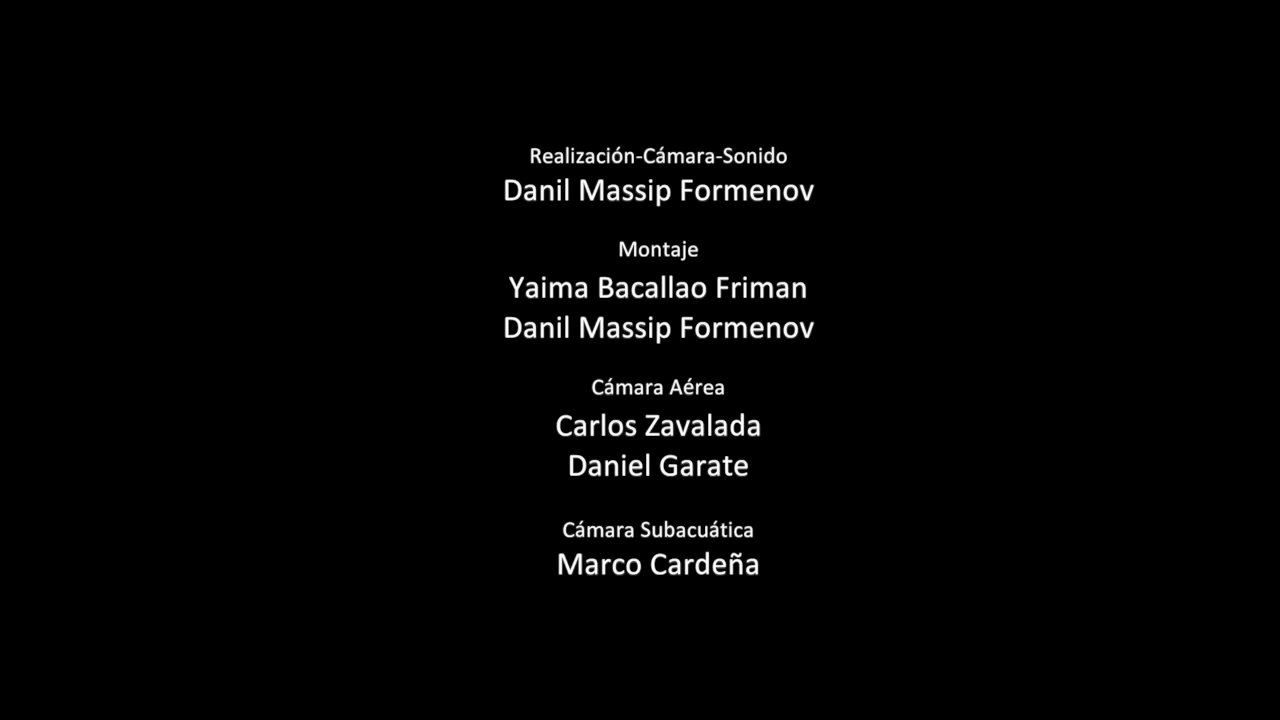 Realización-Cámara-Sonido
Danil Massip Formenov
Montaje
Yaima Bacallao Friman
Danil Massip Formenov
Cámara Aérea
Carlos Zavalada
Daniel Garate
Cámara Subacuática
Marco Cardeña